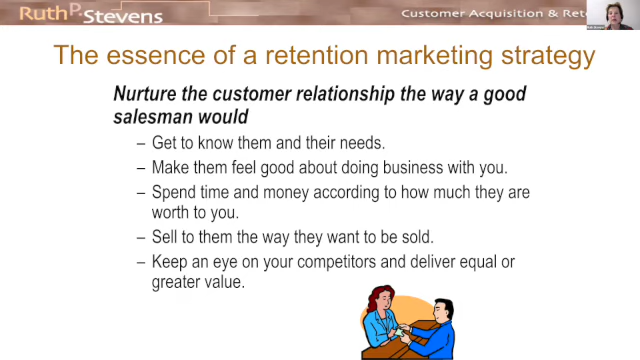 Ruth P. Stevens
Customer Acquisition & Rete
The essence of a retention marketing strategy
Nurture the customer relationship the way a good
salesman would
– Get to know them and their needs.
– Make them feel good about doing business with you.
– Spend time and money according to how much they are
worth to you.
– Sell to them the way they want to be sold.
– Keep an eye on your competitors and deliver equal or
greater value.